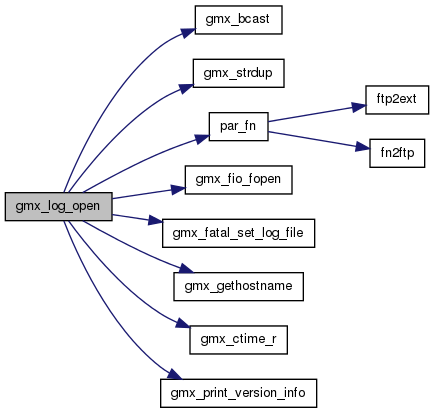 gmx_bcast
gmx_strdup
ftp2ext
par_fn
fn2ftp
gmx_fio_fopen
gmx_log_open
gmx_fatal_set_log_file
gmx_gethostname
gmx_ctime_r
gmx_print_version_info